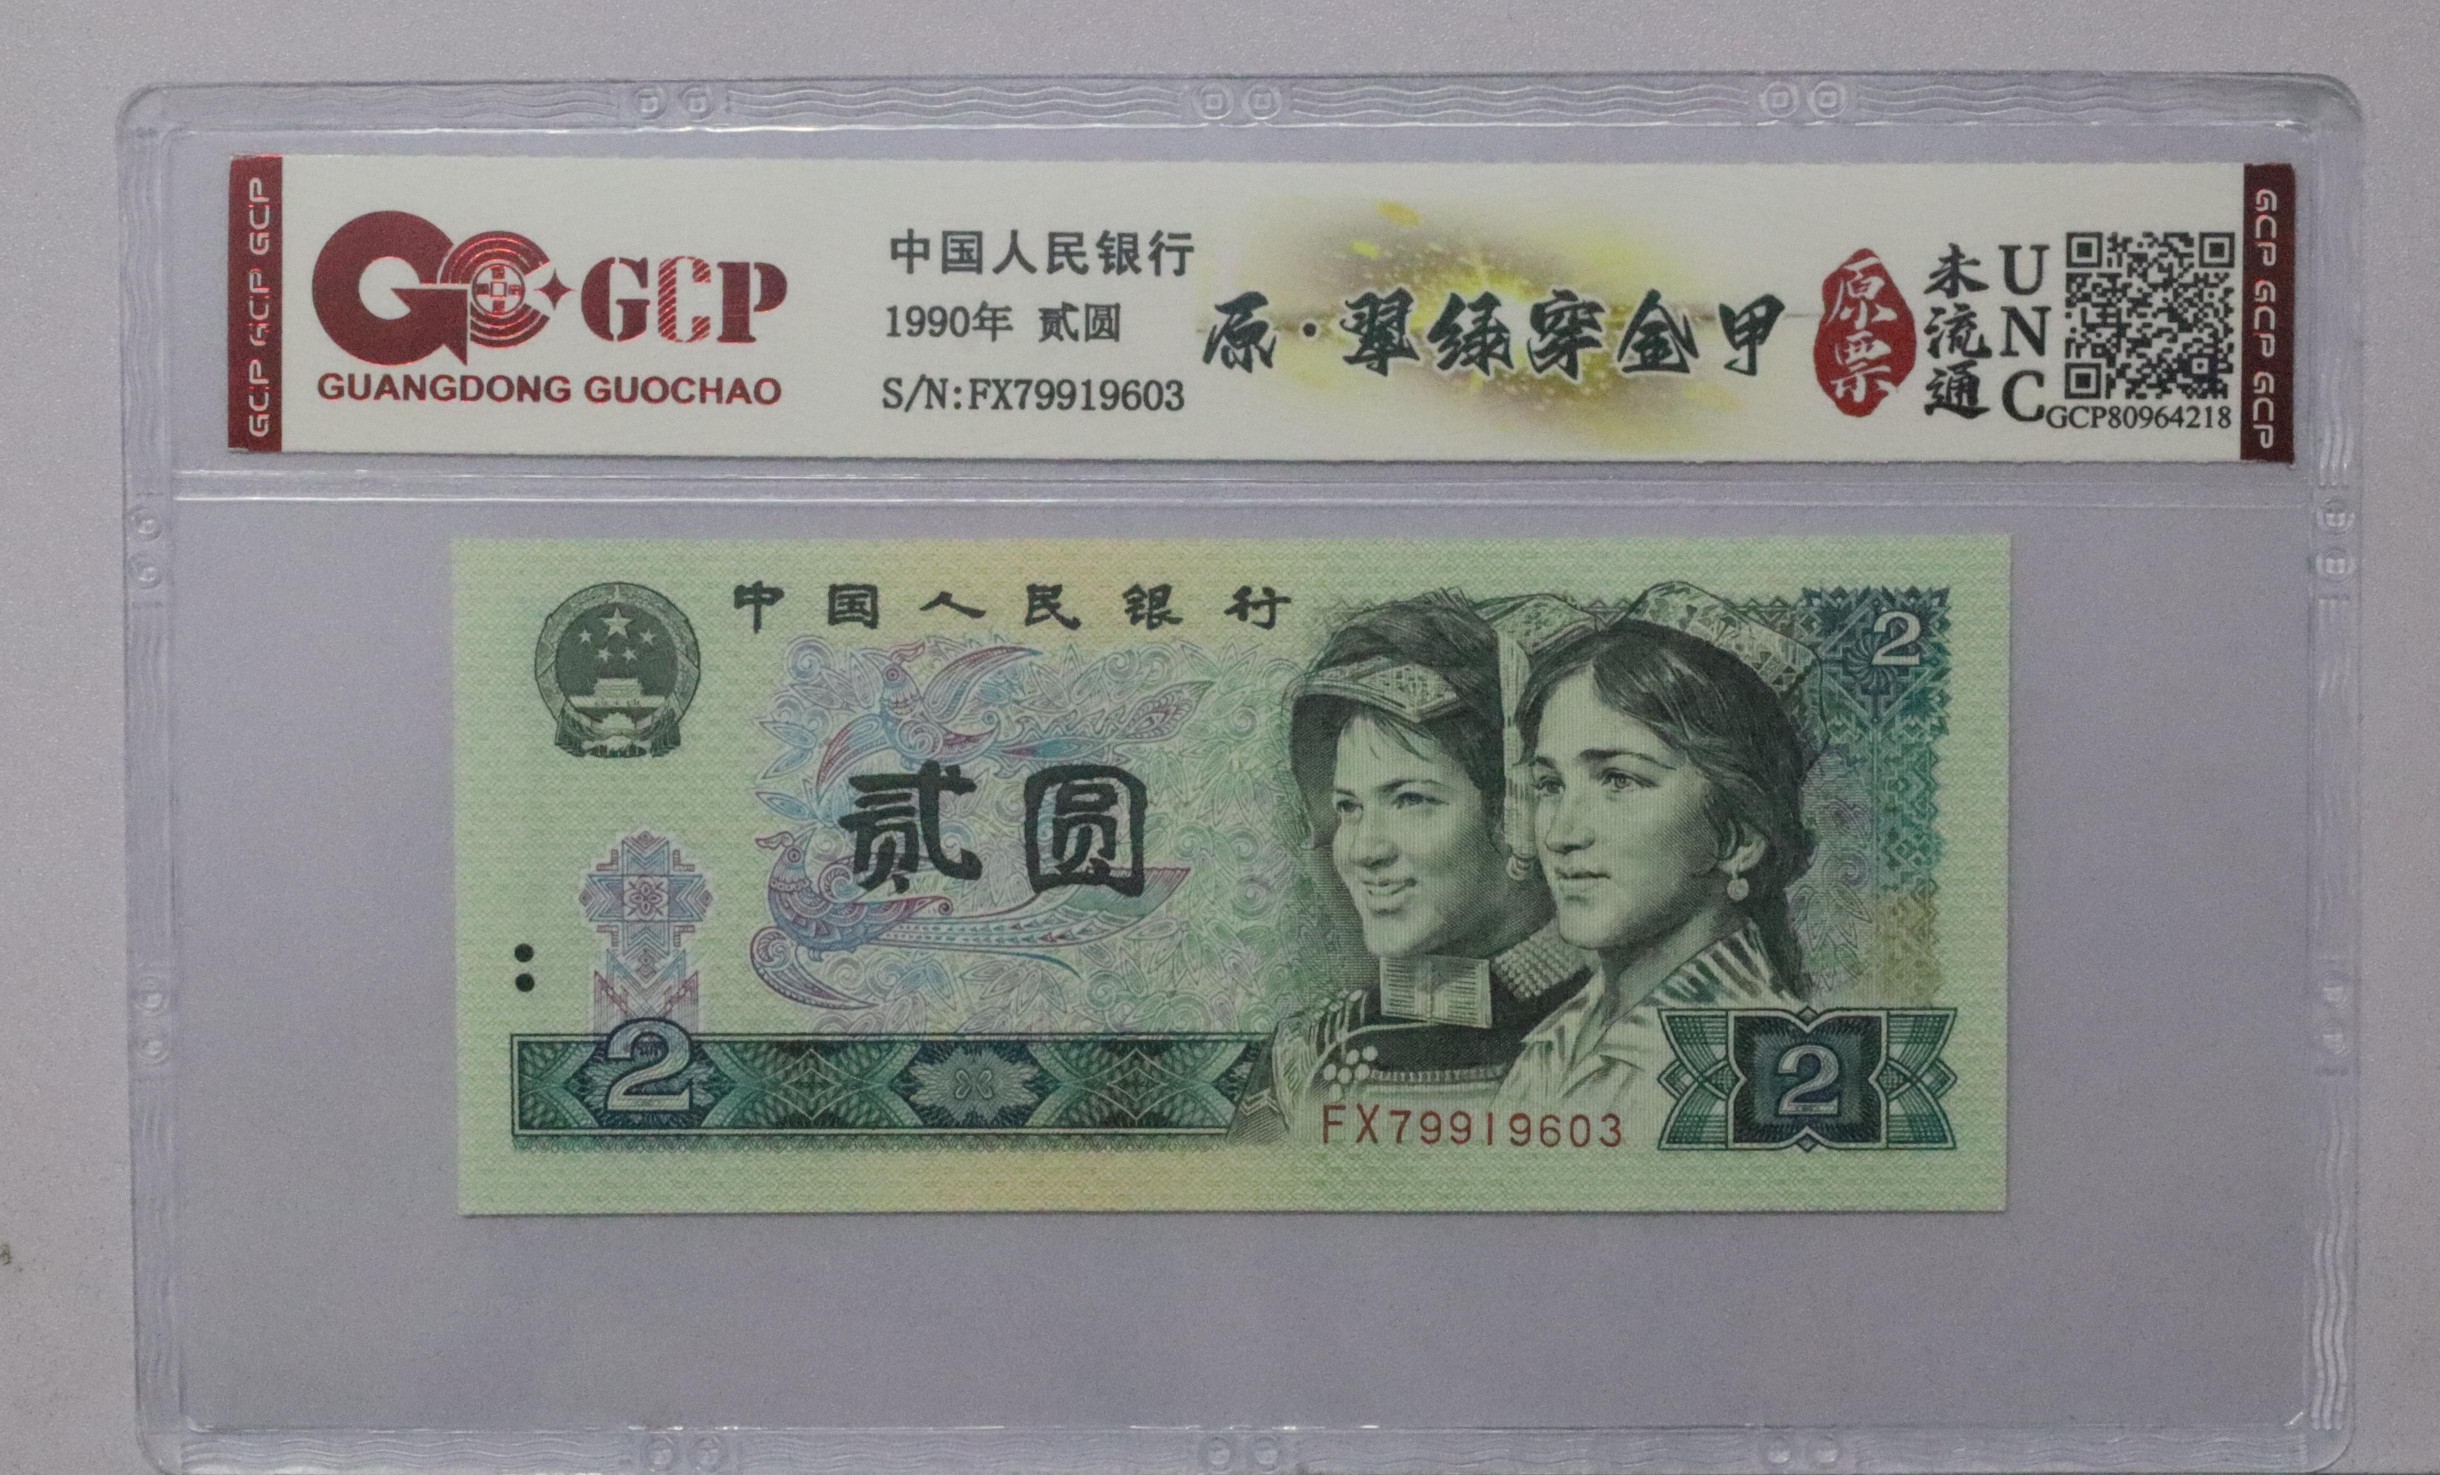 GCP GCP GCP GCP
GCP
GUANGDONG GUOCHAO
中国人民银行
1990年 贰圆
S/N:FX79919603
原·翠绿穿金甲
原票
未流通
UNC
GCP80964218
GCP GCP GCP GCP
中国人民银行
2
贰圆
2
FX79919603
2